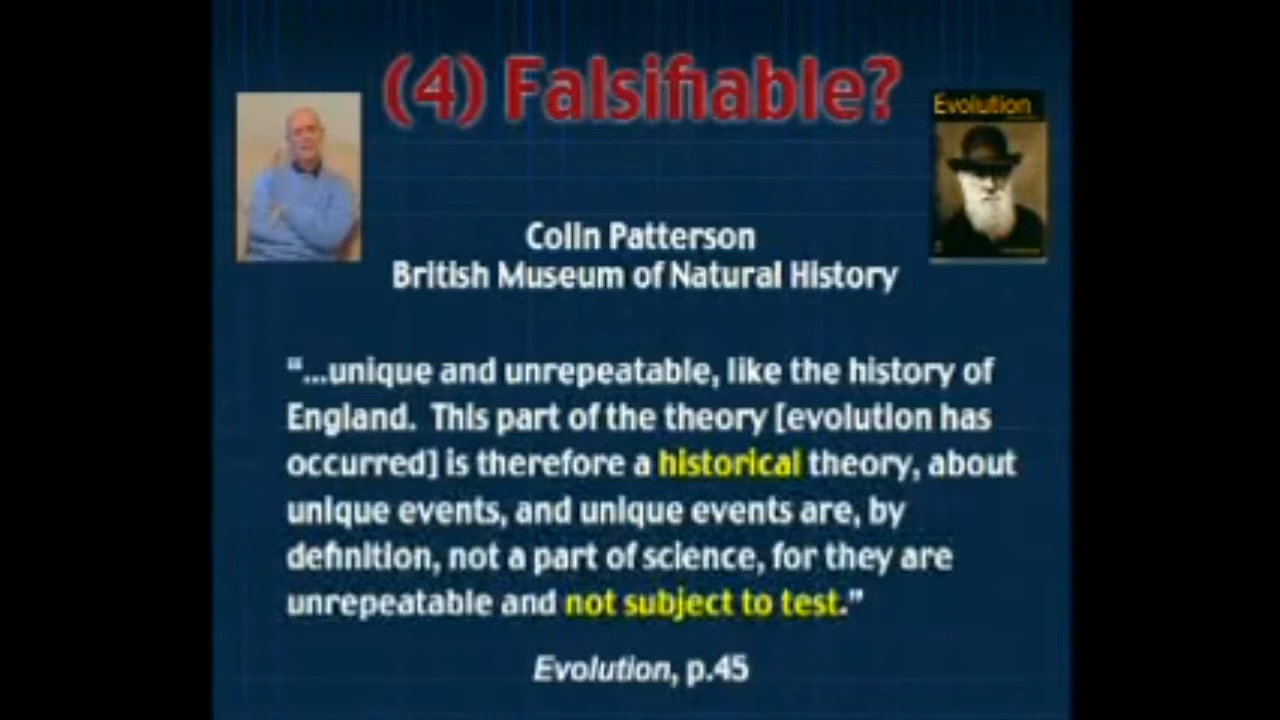 (4) Falsifiable?
Evolution
Colin Patterson
British Museum of Natural History
“...unique and unrepeatable, like the history of
England. This part of the theory [evolution has
occurred] is therefore a historical theory, about
unique events, and unique events are, by
definition, not a part of science, for they are
unrepeatable and not subject to test.”
Evolution, p.45